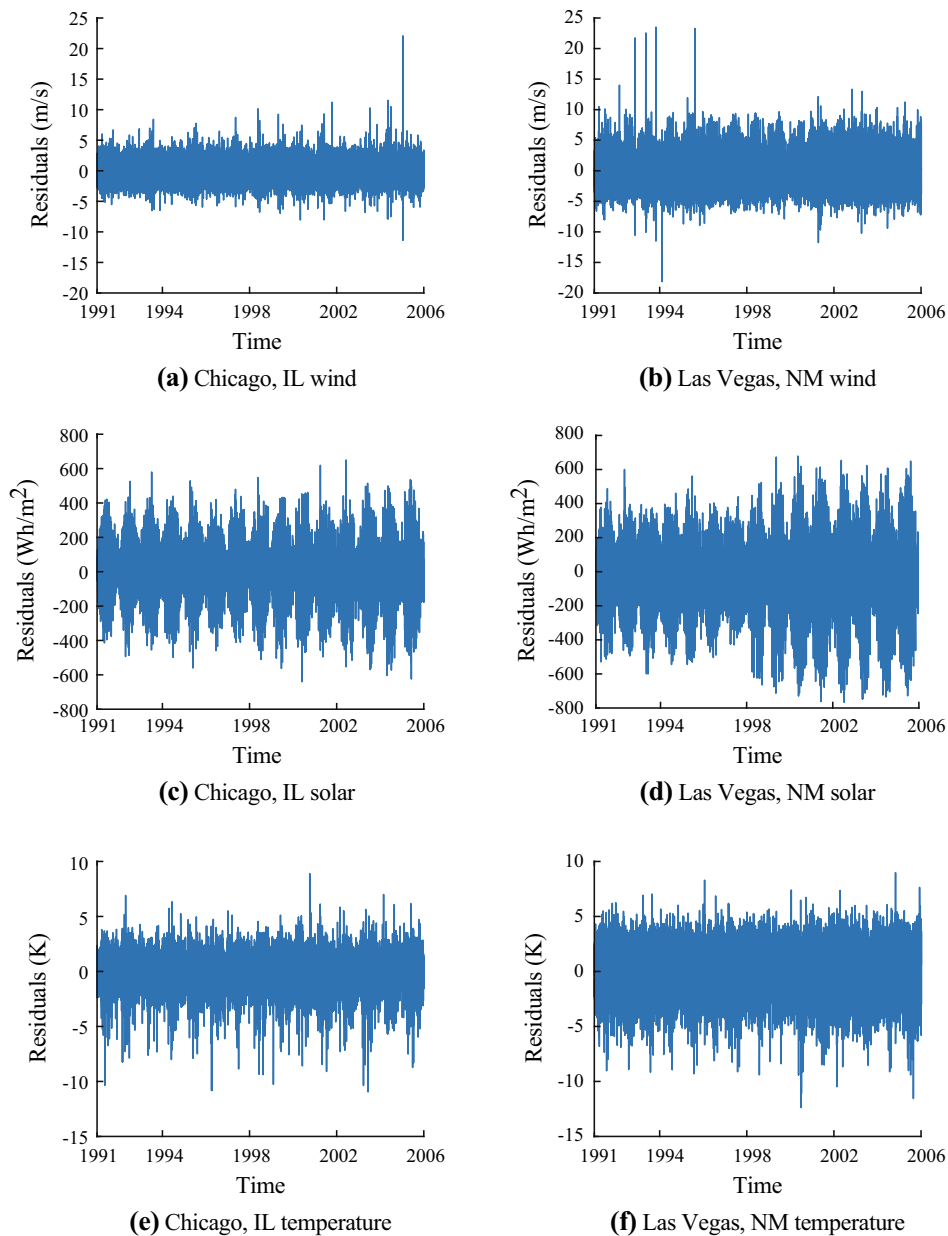 25
20
15
10
5
0
-5
-10
-15
-20
Residuals (m/s)
1991 1994 1998 2002 2006
Time
(a) Chicago, IL wind
25
20
15
10
5
0
-5
-10
-15
-20
Residuals (m/s)
1991 1994 1998 2002 2006
Time
(b) Las Vegas, NM wind
800
600
400
200
0
-200
-400
-600
-800
Residuals (Wh/m²)
1991 1994 1998 2002 2006
Time
(c) Chicago, IL solar
800
600
400
200
0
-200
-400
-600
-800
Residuals (Wh/m²)
1991 1994 1998 2002 2006
Time
(d) Las Vegas, NM solar
10
5
0
-5
-10
-15
Residuals (K)
1991 1994 1998 2002 2006
Time
(e) Chicago, IL temperature
10
5
0
-5
-10
-15
Residuals (K)
1991 1994 1998 2002 2006
Time
(f) Las Vegas, NM temperature